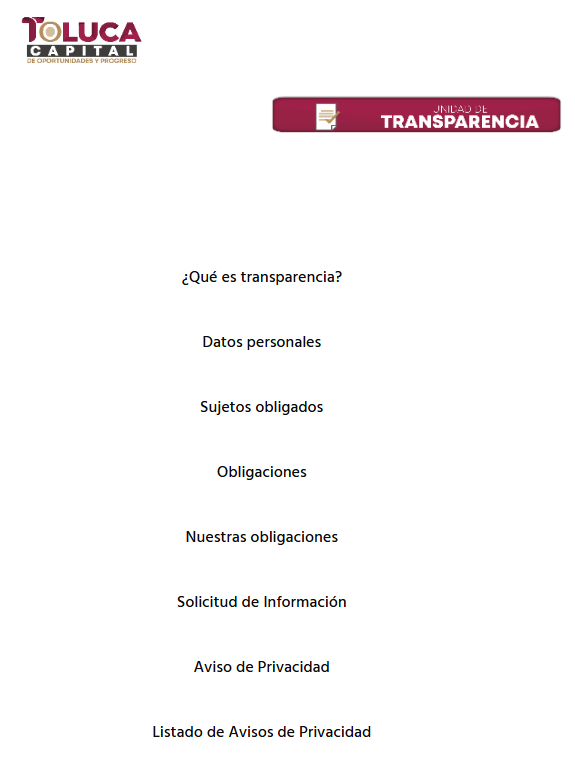 TOLUCA
CAPITAL
DE OPORTUNIDADES Y PROGRESO
UNIDAD DE
TRANSPARENCIA
¿Qué es transparencia?
Datos personales
Sujetos obligados
Obligaciones
Nuestras obligaciones
Solicitud de Información
Aviso de Privacidad
Listado de Avisos de Privacidad